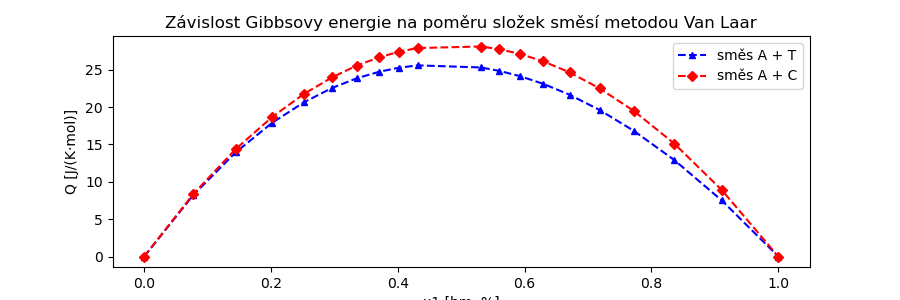 Závislost Gibbsovy energie na poměru složek směsí metodou Van Laar
směs A + T
směs A + C
Q [J/(K·mol)]
25
20
15
10
5
0
0.0 0.2 0.4 0.6 0.8 1.0